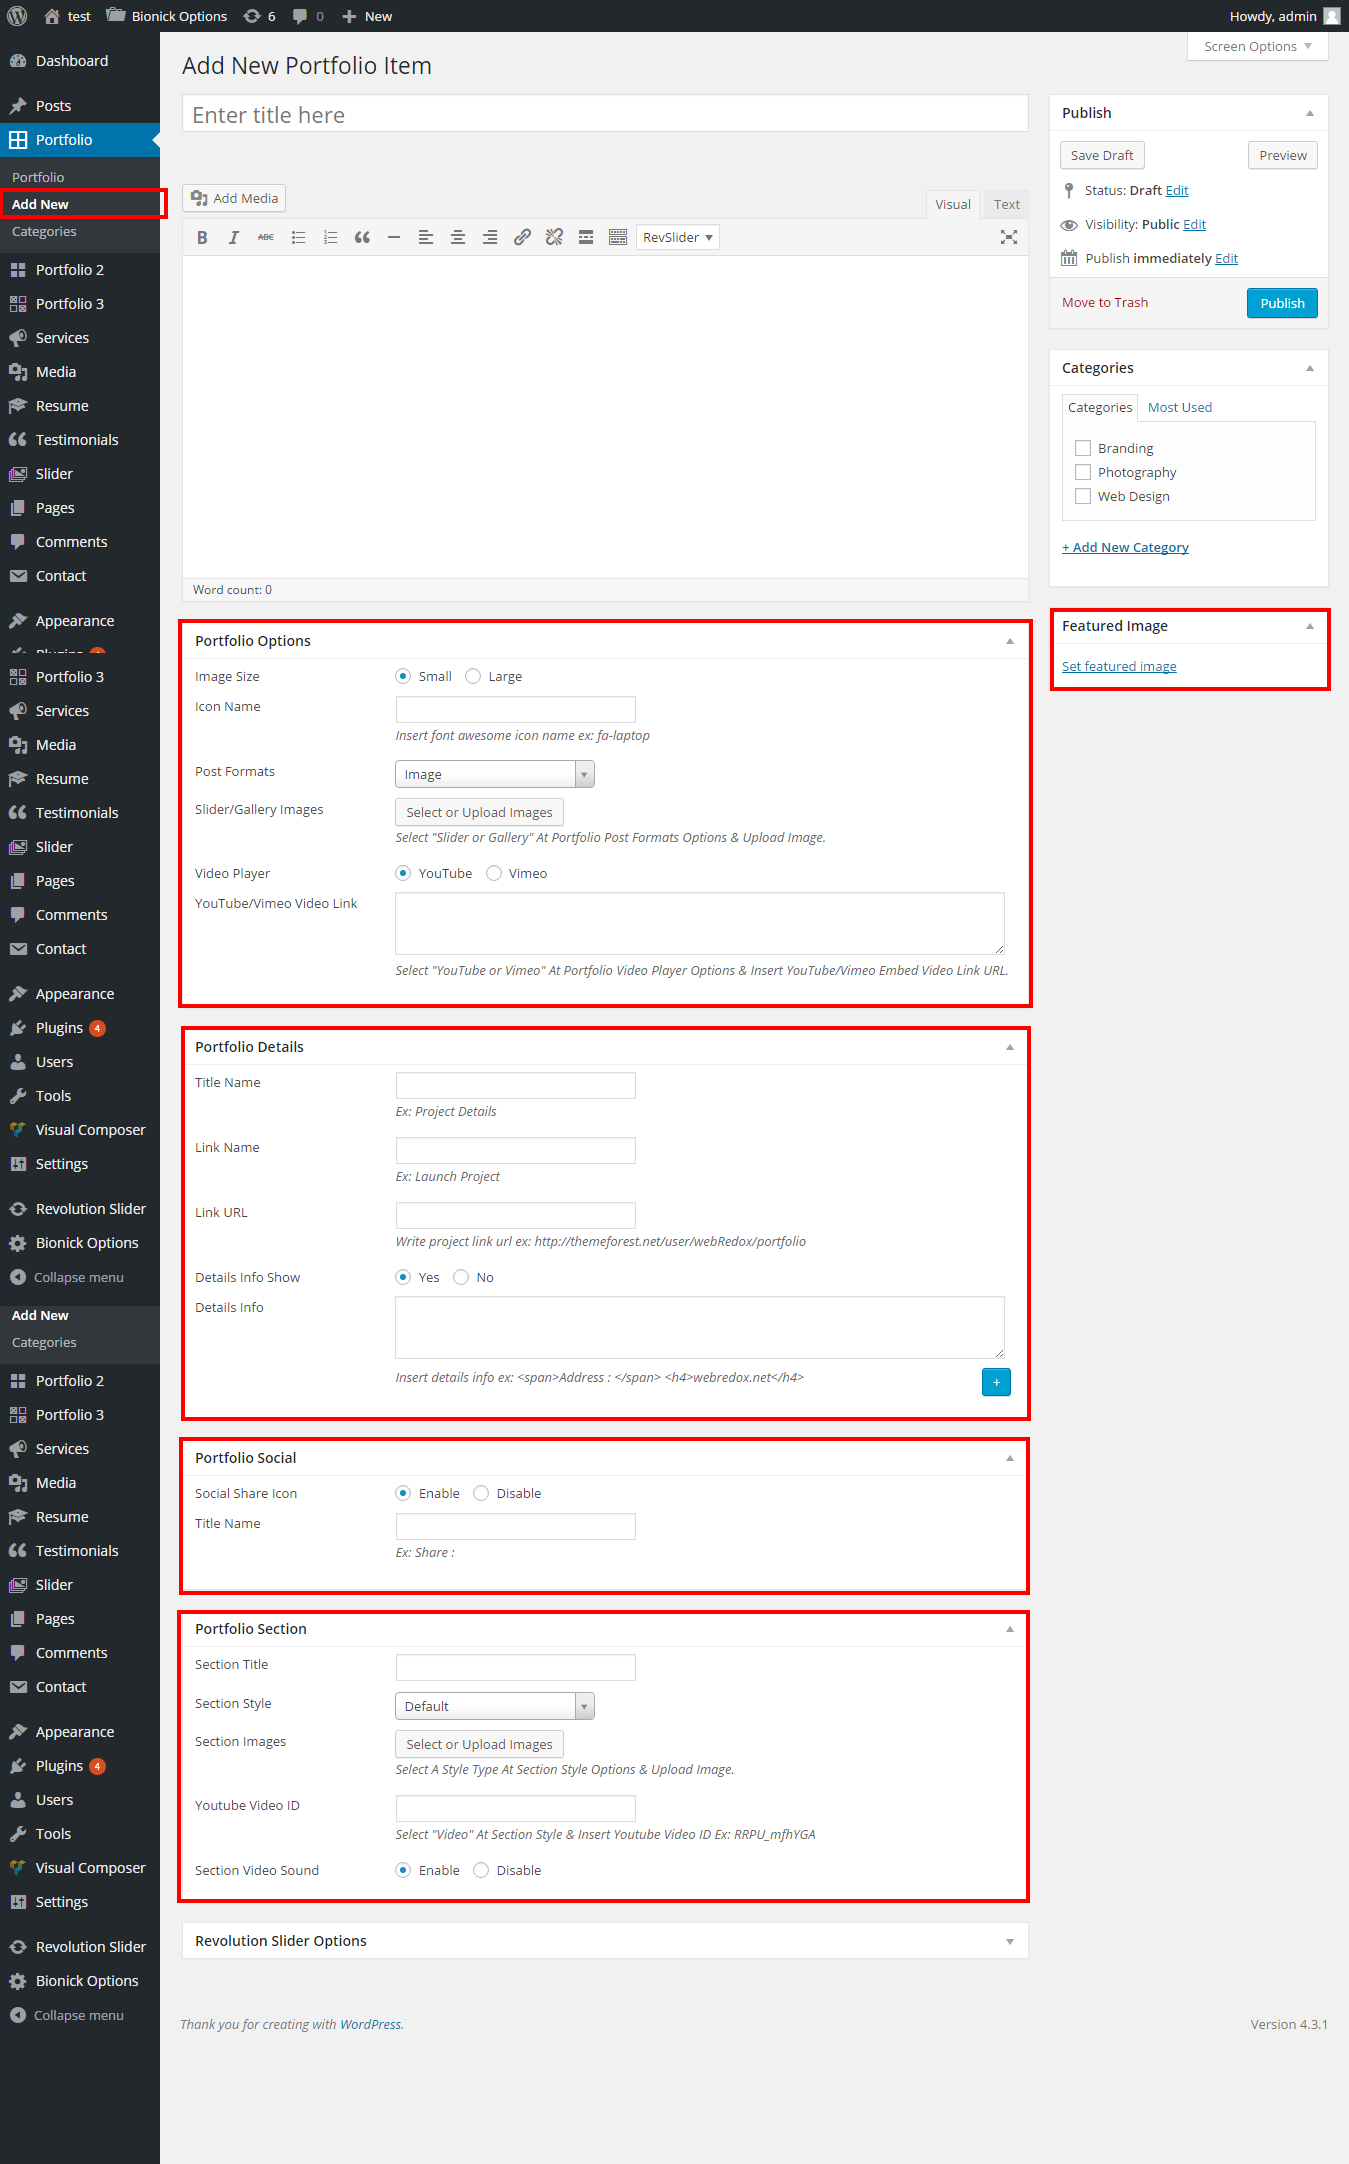 test Bionick Options 6 0 New Howdy, admin
Screen Options
Dashboard
Posts
Portfolio
Portfolio
Add New
Categories
Portfolio 2
Portfolio 3
Services
Media
Resume
Testimonials
Slider
Pages
Comments
Contact
Appearance
Plugins
Portfolio 3
Services
Media
Resume
Testimonials
Slider
Pages
Comments
Contact
Appearance
Plugins 4
Users
Tools
Visual Composer
Settings
Revolution Slider
Bionick Options
Collapse menu
Add New
Categories
Portfolio 2
Portfolio 3
Services
Media
Resume
Testimonials
Slider
Pages
Comments
Contact
Appearance
Plugins 4
Users
Tools
Visual Composer
Settings
Revolution Slider
Bionick Options
Collapse menu
Add New Portfolio Item
Enter title here
Add Media
Visual Text
B I ABC RevSlider
Word count: 0
Portfolio Options
Image Size Small Large
Icon Name
Insert font awesome icon name ex: fa-laptop
Post Formats Image
Slider/Gallery Images Select or Upload Images
Select "Slider or Gallery" At Portfolio Post Formats Options & Upload Image.
Video Player YouTube Vimeo
YouTube/Vimeo Video Link
Select "YouTube or Vimeo" At Portfolio Video Player Options & Insert YouTube/Vimeo Embed Video Link URL.
Portfolio Details
Title Name
Ex: Project Details
Link Name
Ex: Launch Project
Link URL
Write project link url ex: http://themeforest.net/user/webRedox/portfolio
Details Info Show Yes No
Details Info
Insert details info ex: <span>Address : </span> <h4>webredox.net</h4>
+
Portfolio Social
Social Share Icon Enable Disable
Title Name
Ex: Share :
Portfolio Section
Section Title
Section Style Default
Section Images Select or Upload Images
Select A Style Type At Section Style Options & Upload Image.
Youtube Video ID
Select "Video" At Section Style & Insert Youtube Video ID Ex: RRPU_mfhYGA
Section Video Sound Enable Disable
Revolution Slider Options
Publish
Save Draft Preview
Status: Draft Edit
Visibility: Public Edit
Publish immediately Edit
Move to Trash Publish
Categories
Categories Most Used
Branding
Photography
Web Design
+ Add New Category
Featured Image
Set featured image
Thank you for creating with WordPress. Version 4.3.1